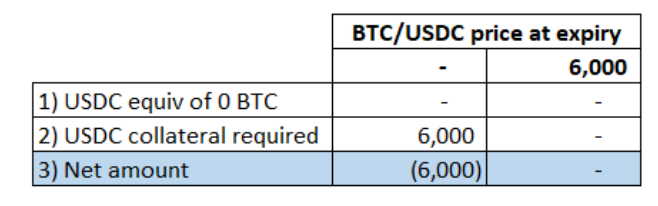 BTC/USDC price at expiry
- 6,000
1) USDC equiv of 0 BTC - -
2) USDC collateral required 6,000 -
3) Net amount (6,000) -